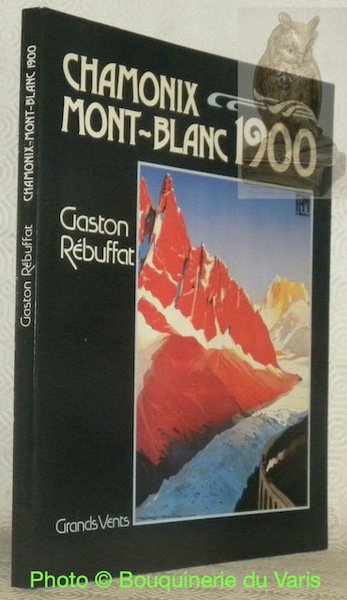 CHAMONIX
MONT~BLANC 1900
Gaston
Rébuffat
Grands Vents
Gaston Rébuffat CHAMONIX~MONT~BLANC 1900
Photo © Bouquinerie du Varis